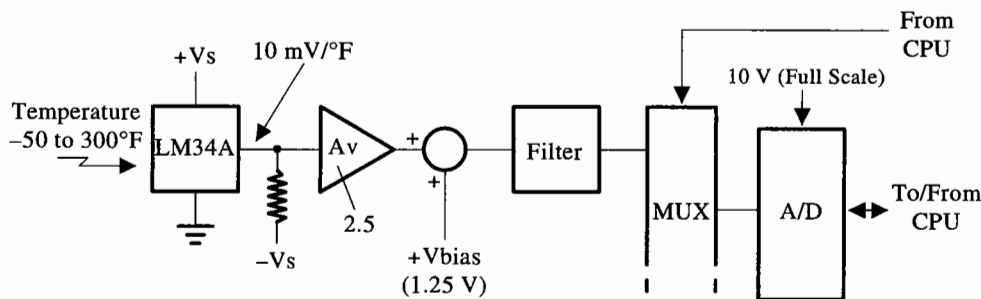 From
CPU
10 mV/°F
+Vs
10 V (Full Scale)
Temperature
–50 to 300°F
LM34A
Av
+
+
Filter
MUX
A/D
To/From
CPU
2.5
–Vs
+Vbias
(1.25 V)